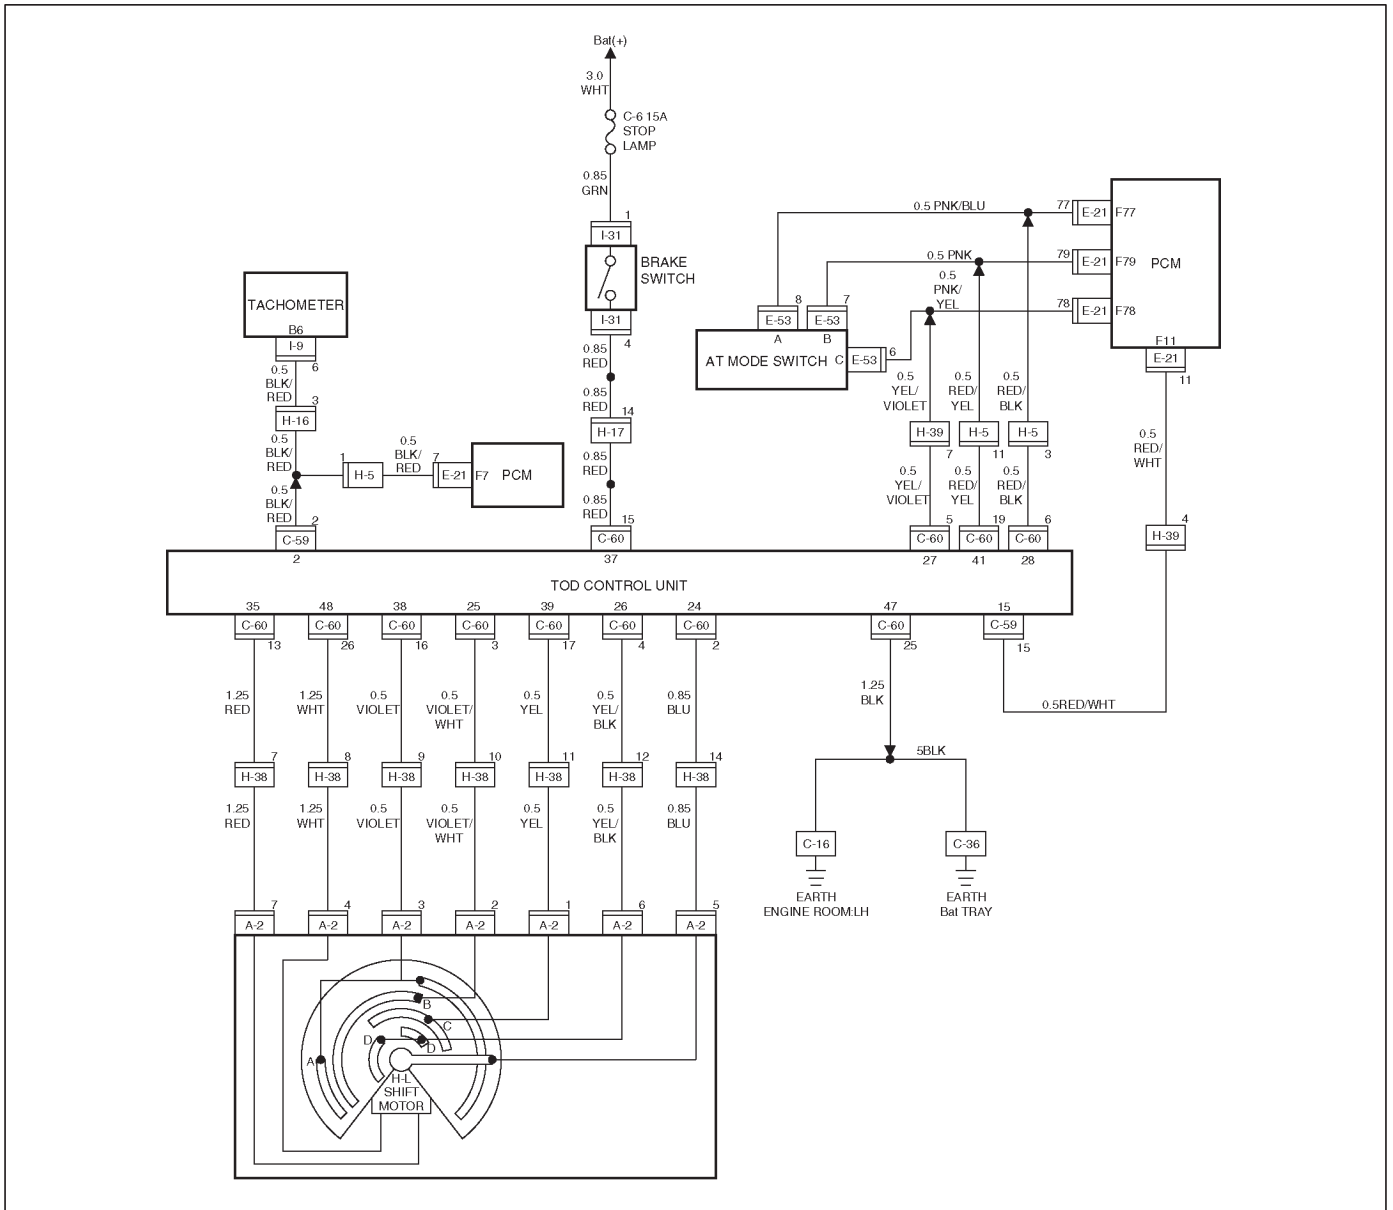 Bat(+)
3.0
WHT
C-6 15A
STOP
LAMP
0.85
GRN
1
I-31
BRAKE
SWITCH
I-31
4
0.85
RED
0.85
RED
14
H-17
0.85
RED
0.85
RED
15
C-60
37
TACHOMETER
B6
I-9
6
0.5
BLK/
RED
3
H-16
0.5
BLK/
RED
1
H-5
0.5
BLK/
RED
7
E-21
F7
PCM
0.5
BLK/
RED
2
C-59
2
0.5 PNK/BLU
77
E-21
F77
0.5 PNK
79
E-21
F79
PCM
0.5
PNK/
YEL
78
E-21
F78
F11
E-21
11
8
E-53
A
7
E-53
B
AT MODE SWITCH
C
E-53
6
0.5
YEL/
VIOLET
0.5
RED/
YEL
0.5
RED/
BLK
H-39
7
H-5
11
H-5
3
0.5
YEL/
VIOLET
0.5
RED/
YEL
0.5
RED/
BLK
5
C-60
27
19
C-60
41
6
C-60
28
0.5
RED/
WHT
4
H-39
TOD CONTROL UNIT
35 48 38 25 39 26 24 47 15
C-60 C-60 C-60 C-60 C-60 C-60 C-60 C-60 C-59
13 26 16 3 17 4 2 25 15
1.25
RED
1.25
WHT
0.5
VIOLET
0.5
VIOLET/
WHT
0.5
YEL
0.5
YEL/
BLK
0.85
BLU
1.25
BLK
0.5RED/WHT
5BLK
7 8 9 10 11 12 14
H-38 H-38 H-38 H-38 H-38 H-38 H-38
1.25
RED
1.25
WHT
0.5
VIOLET
0.5
VIOLET/
WHT
0.5
YEL
0.5
YEL/
BLK
0.85
BLU
C-16
EARTH
ENGINE ROOM:LH
C-36
EARTH
Bat TRAY
7 4 3 2 1 6 5
A-2 A-2 A-2 A-2 A-2 A-2 A-2
B
C
D
D
A
H-L
SHIFT
MOTOR